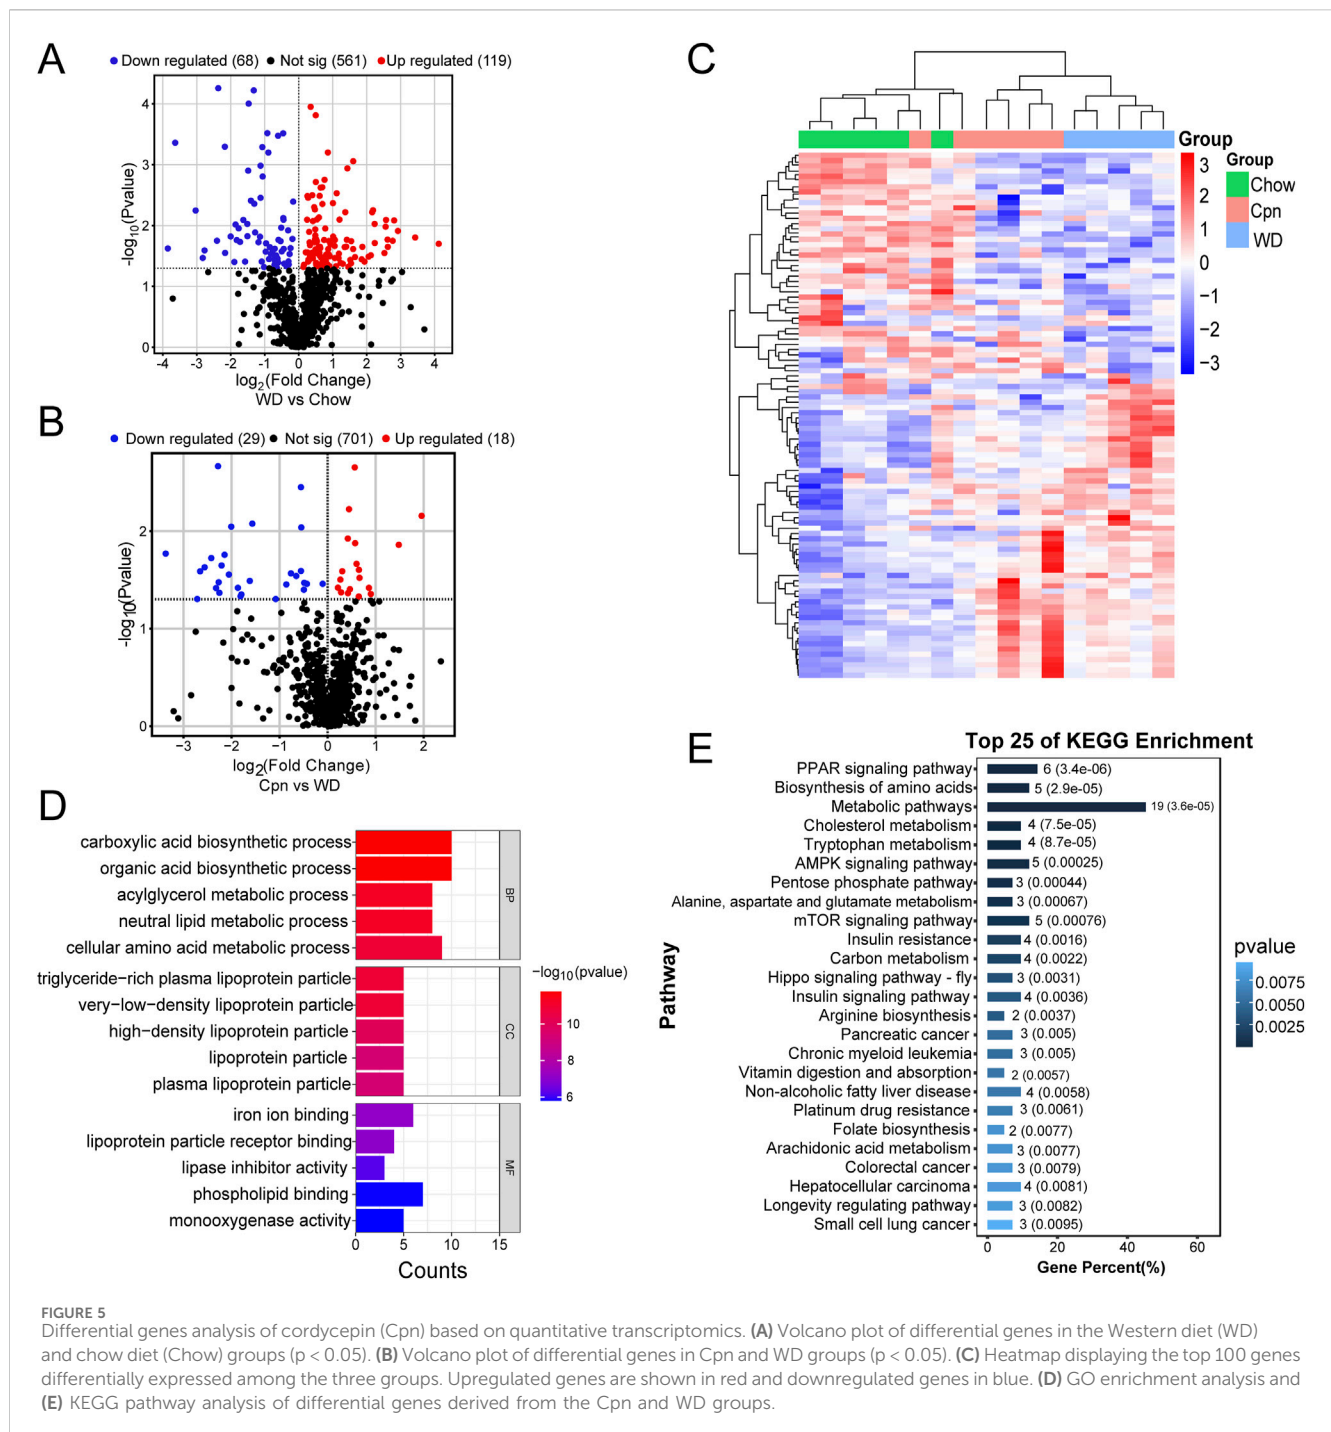 A
Down regulated (68) Not sig (561) Up regulated (119)
4
3
2
1
0
-log10(Pvalue)
-4 -3 -2 -1 0 1 2 3 4
log2(Fold Change)
WD vs Chow
B
Down regulated (29) Not sig (701) Up regulated (18)
2
1
0
-log10(Pvalue)
−3 −2 −1 0 1 2
log2(Fold Change)
Cpn vs WD
C
Group
3
2
1
0
−1
−2
−3
Group
Chow
Cpn
WD
D
carboxylic acid biosynthetic process
organic acid biosynthetic process
acylglycerol metabolic process
neutral lipid metabolic process
cellular amino acid metabolic process
BP
triglyceride−rich plasma lipoprotein particle
very−low−density lipoprotein particle
high−density lipoprotein particle
lipoprotein particle
plasma lipoprotein particle
CC
iron ion binding
lipoprotein particle receptor binding
lipase inhibitor activity
phospholipid binding
monooxygenase activity
MF
0 5 10 15
Counts
−log10(pvalue)
10
8
6
E
Top 25 of KEGG Enrichment
PPAR signaling pathway 6 (3.4e-06)
Biosynthesis of amino acids 5 (2.9e-05)
Metabolic pathways 19 (3.6e-05)
Cholesterol metabolism 4 (7.5e-05)
Tryptophan metabolism 4 (8.7e-05)
AMPK signaling pathway 5 (0.00025)
Pentose phosphate pathway 3 (0.00044)
Alanine, aspartate and glutamate metabolism 3 (0.00067)
mTOR signaling pathway 5 (0.00076)
Insulin resistance 4 (0.0016)
Carbon metabolism 4 (0.0022)
Hippo signaling pathway - fly 3 (0.0031)
Insulin signaling pathway 4 (0.0036)
Arginine biosynthesis 2 (0.0037)
Pancreatic cancer 3 (0.005)
Chronic myeloid leukemia 3 (0.005)
Vitamin digestion and absorption 2 (0.0057)
Non-alcoholic fatty liver disease 4 (0.0058)
Platinum drug resistance 3 (0.0061)
Folate biosynthesis 2 (0.0077)
Arachidonic acid metabolism 3 (0.0077)
Colorectal cancer 3 (0.0079)
Hepatocellular carcinoma 4 (0.0081)
Longevity regulating pathway 3 (0.0082)
Small cell lung cancer 3 (0.0095)
Pathway
0 20 40 60
Gene Percent(%)
pvalue
0.0075
0.0050
0.0025
FIGURE 5
Differential genes analysis of cordycepin (Cpn) based on quantitative transcriptomics. (A) Volcano plot of differential genes in the Western diet (WD)
and chow diet (Chow) groups (p < 0.05). (B) Volcano plot of differential genes in Cpn and WD groups (p < 0.05). (C) Heatmap displaying the top 100 genes
differentially expressed among the three groups. Upregulated genes are shown in red and downregulated genes in blue. (D) GO enrichment analysis and
(E) KEGG pathway analysis of differential genes derived from the Cpn and WD groups.